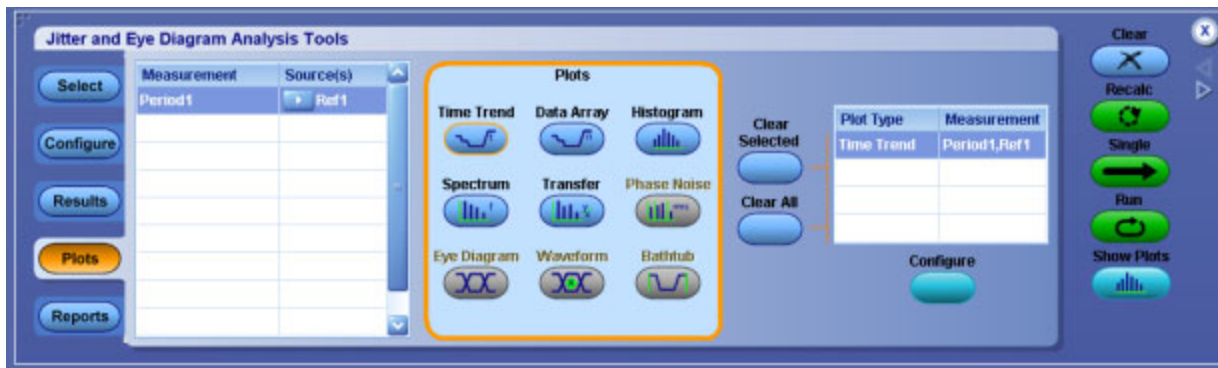 Jitter and Eye Diagram Analysis Tools
Select
Configure
Results
Plots
Reports
Measurement Source(s)
Period1 Ref1
Plots
Time Trend Data Array Histogram
Spectrum Transfer Phase Noise
Eye Diagram Waveform Bathtub
Clear Selected
Clear All
Plot Type Measurement
Time Trend Period1,Ref1
Configure
Clear
X
Recalc
Single
Run
Show Plots